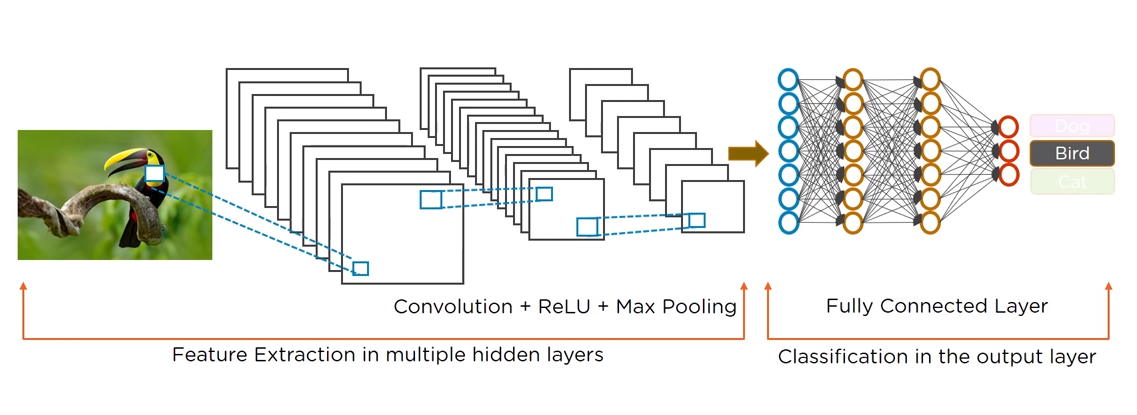 Dog
Bird
Cat
Convolution + ReLU + Max Pooling
Fully Connected Layer
Feature Extraction in multiple hidden layers
Classification in the output layer